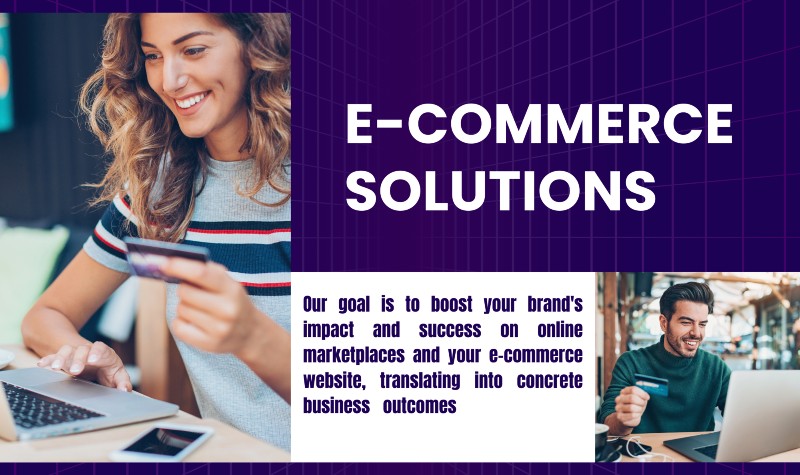 E-COMMERCE
SOLUTIONS
Our goal is to boost your brand's
impact and success on online
marketplaces and your e-commerce
website, translating into concrete
business outcomes